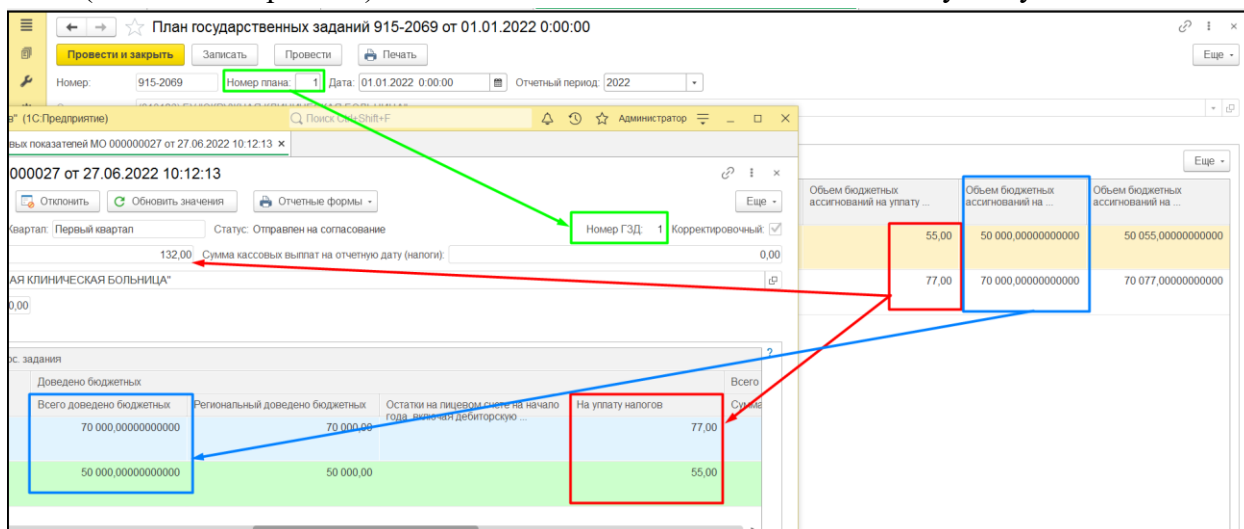 План государственных заданий 915-2069 от 01.01.2022 0:00:00
Провести и закрыть Записать Провести Печать Еще
Номер: 915-2069 Номер плана: 1 Дата: 01.01.2022 0:00:00 Отчетный период: 2022
в" (1С:Предприятие) Поиск Ctrl+Shift+F Администратор
вых показателей МО 000000027 от 27.06.2022 10:12:13 ×
000027 от 27.06.2022 10:12:13
Отклонить Обновить значения Отчетные формы Еще
Квартал: Первый квартал Статус: Отправлен на согласование Номер ГЗД: 1 Корректировочный:
132,00 Сумма кассовых выплат на отчетную дату (налоги): 0,00
АЯ КЛИНИЧЕСКАЯ БОЛЬНИЦА"
0,00
ос. задания ?
Доведено бюджетных Всего
Всего доведено бюджетных Региональный доведено бюджетных Остатки на лицевом счете на начало года, включая дебиторскую ... На уплату налогов Сумма
70 000,00000000000 70 000,00 77,00
50 000,00000000000 50 000,00 55,00
Еще
Объем бюджетных ассигнований на уплату ... Объем бюджетных ассигнований на ... Объем бюджетных ассигнований на ...
55,00 50 000,00000000000 50 055,00000000000
77,00 70 000,00000000000 70 077,00000000000